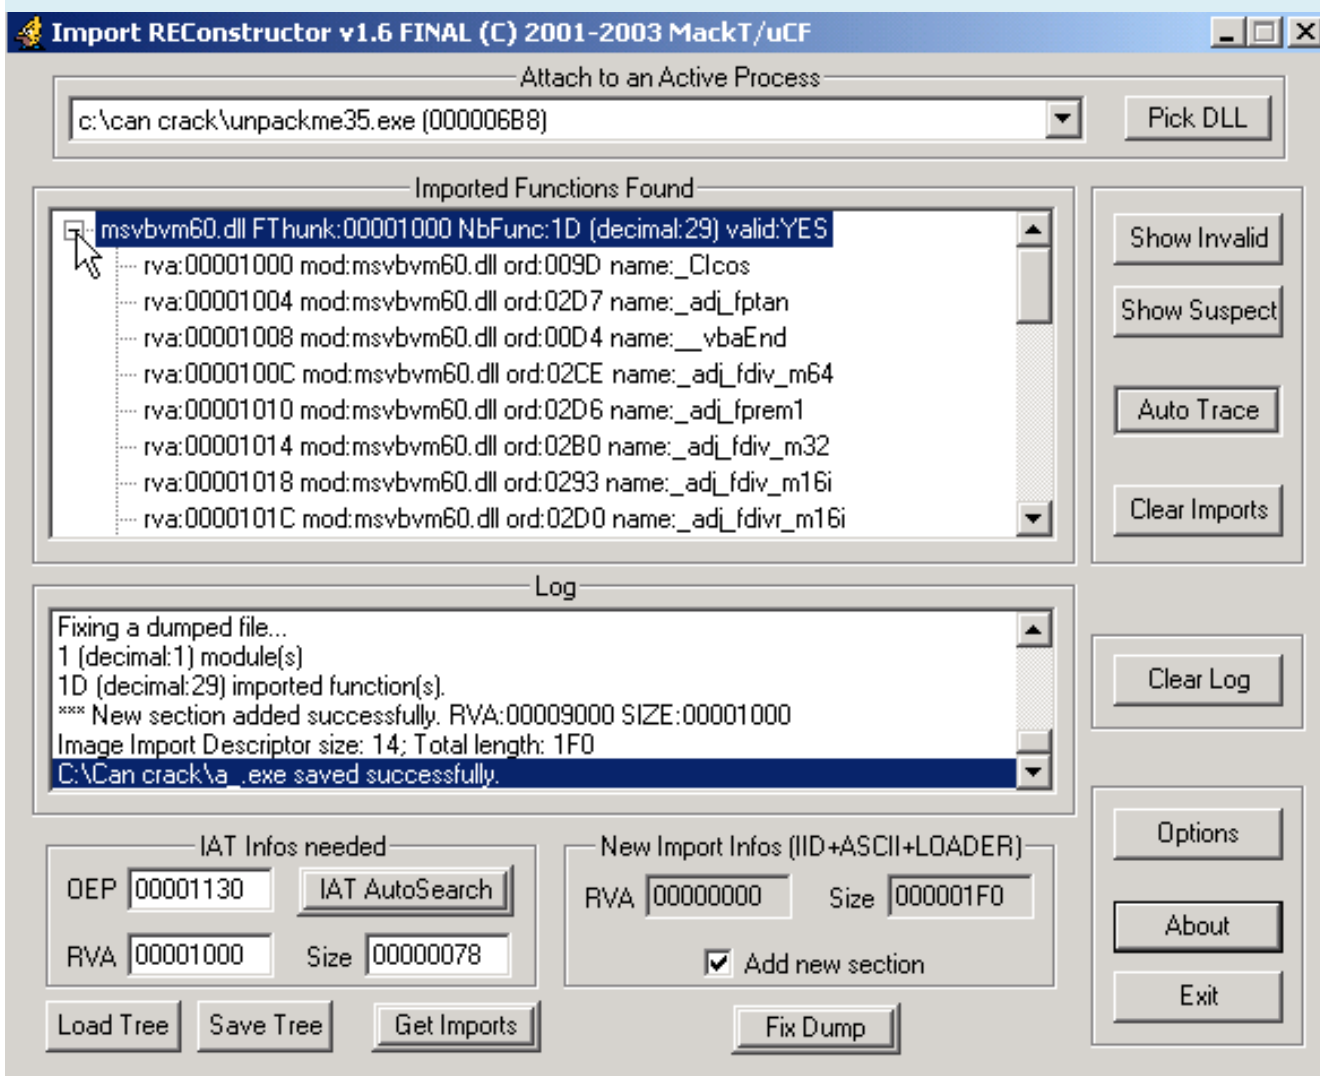 Import REConstructor v1.6 FINAL (C) 2001-2003 MackT/uCF
Attach to an Active Process
c:\can crack\unpackme35.exe (000006B8)
Pick DLL
Imported Functions Found
msvbvm60.dll FThunk:00001000 NbFunc:1D (decimal:29) valid:YES
rva:00001000 mod:msvbvm60.dll ord:009D name:_CIcos
rva:00001004 mod:msvbvm60.dll ord:02D7 name:_adj_fptan
rva:00001008 mod:msvbvm60.dll ord:00D4 name:__vbaEnd
rva:0000100C mod:msvbvm60.dll ord:02CE name:_adj_fdiv_m64
rva:00001010 mod:msvbvm60.dll ord:02D6 name:_adj_fprem1
rva:00001014 mod:msvbvm60.dll ord:02B0 name:_adj_fdiv_m32
rva:00001018 mod:msvbvm60.dll ord:0293 name:_adj_fdiv_m16i
rva:0000101C mod:msvbvm60.dll ord:02D0 name:_adj_fdivr_m16i
Show Invalid
Show Suspect
Auto Trace
Clear Imports
Log
Fixing a dumped file...
1 (decimal:1) module(s)
1D (decimal:29) imported function(s).
*** New section added successfully. RVA:00009000 SIZE:00001000
Image Import Descriptor size: 14; Total length: 1F0
C:\Can crack\a_.exe saved successfully.
Clear Log
IAT Infos needed
OEP 00001130 IAT AutoSearch
RVA 00001000 Size 00000078
New Import Infos (IID+ASCII+LOADER)
RVA 00000000 Size 000001F0
Add new section
Options
About
Exit
Load Tree Save Tree Get Imports Fix Dump